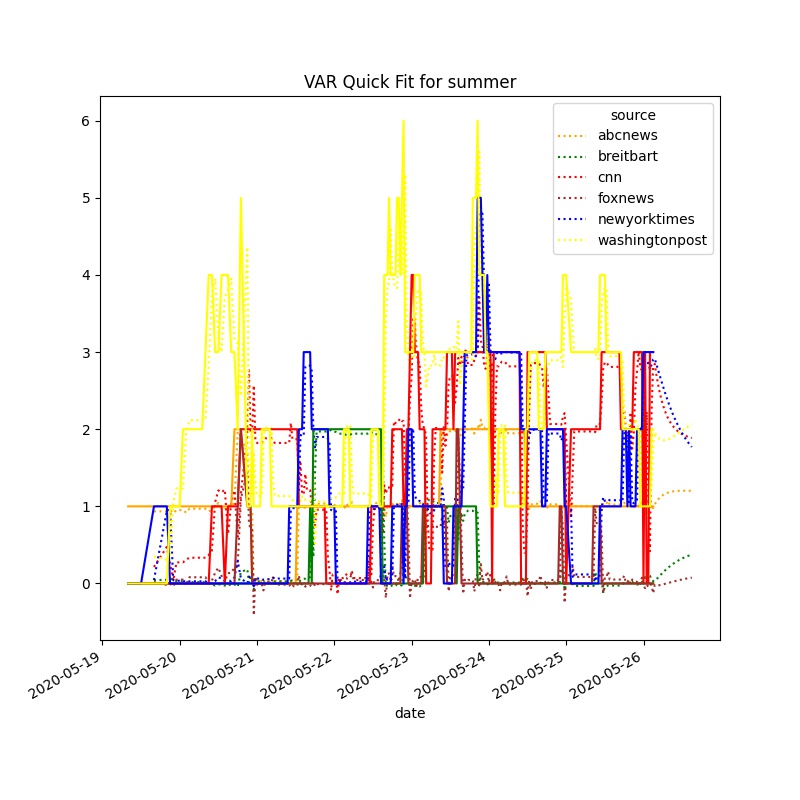 VAR Quick Fit for summer
source
abcnews
breitbart
cnn
foxnews
newyorktimes
washingtonpost
6
5
4
3
2
1
0
2020-05-19
2020-05-20
2020-05-21
2020-05-22
2020-05-23
2020-05-24
2020-05-25
2020-05-26
date